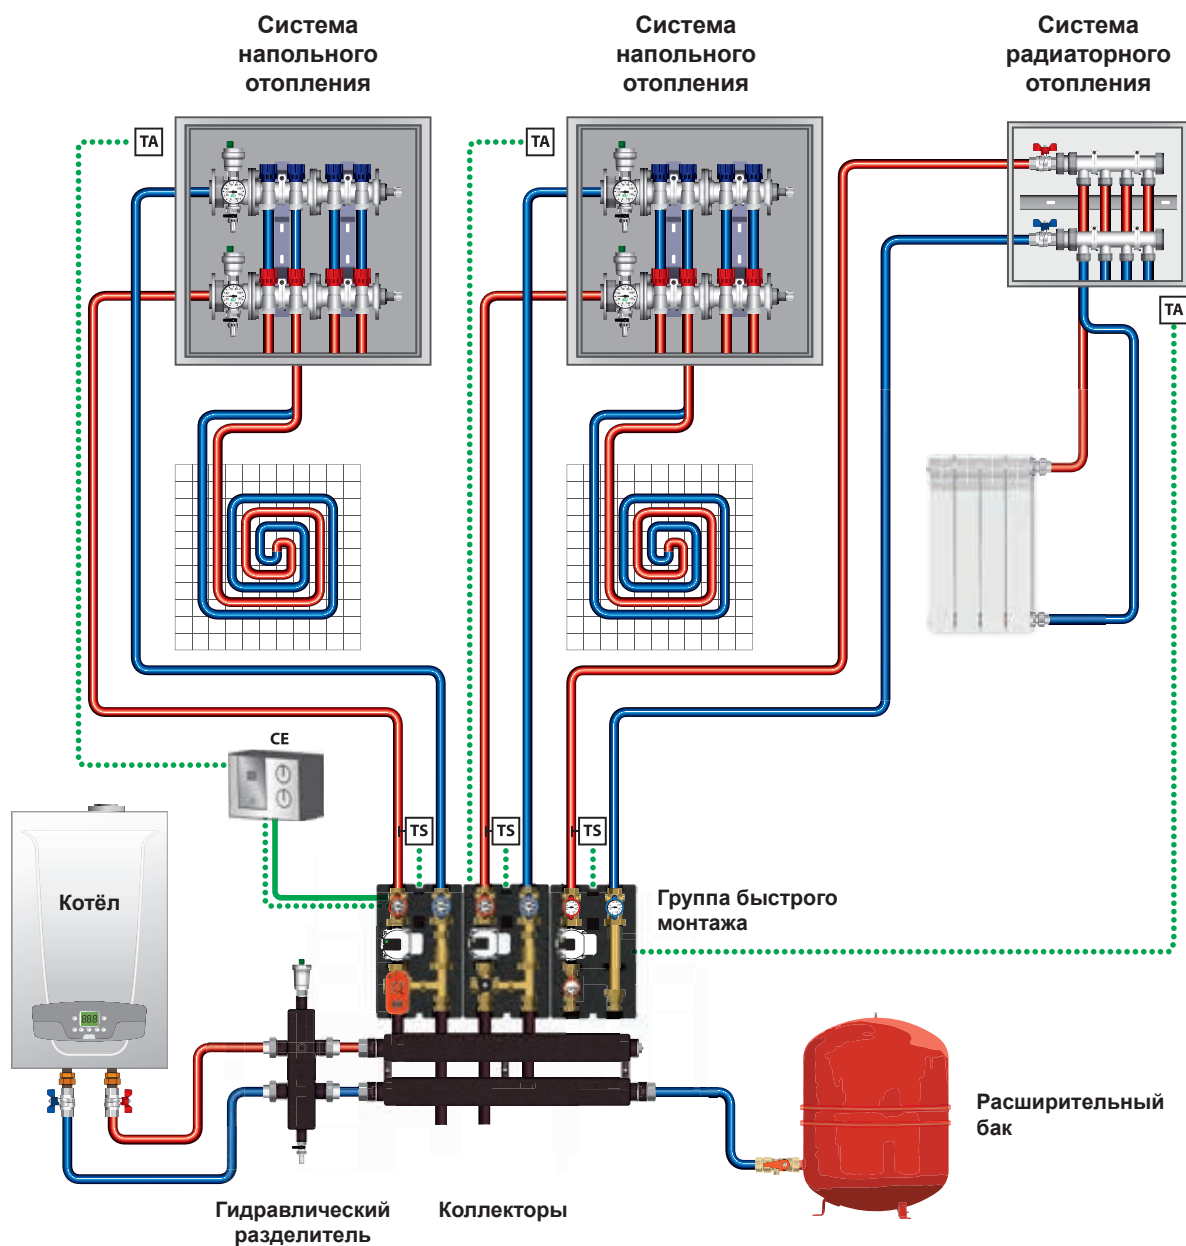 Система
напольного
отопления
Система
напольного
отопления
Система
радиаторного
отопления
TA
TA
TA
CE
TS
TS
TS
Котёл
Группа быстрого
монтажа
Расширительный
бак
Гидравлический
разделитель
Коллекторы